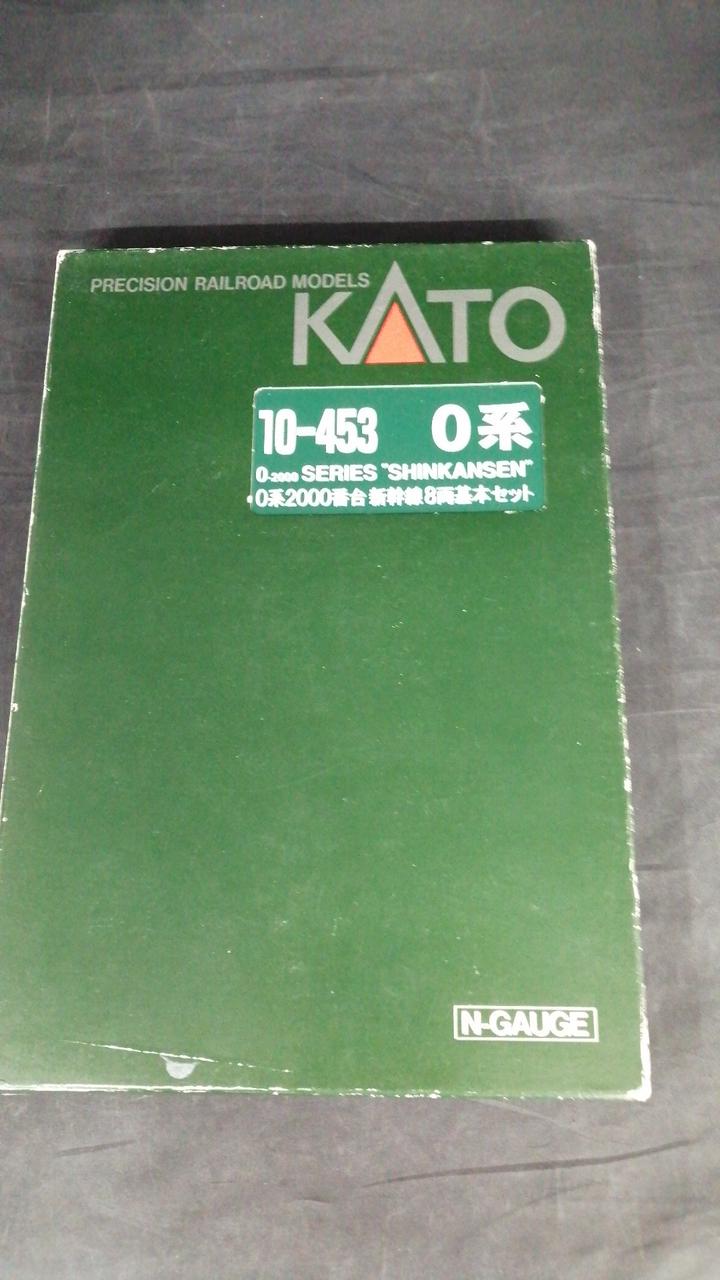 PRECISION RAILROAD MODELS
KATO
10-453 0系
0-2000 SERIES "SHINKANSEN"
0系2000番台 新幹線8両基本セット
N-GAUGE